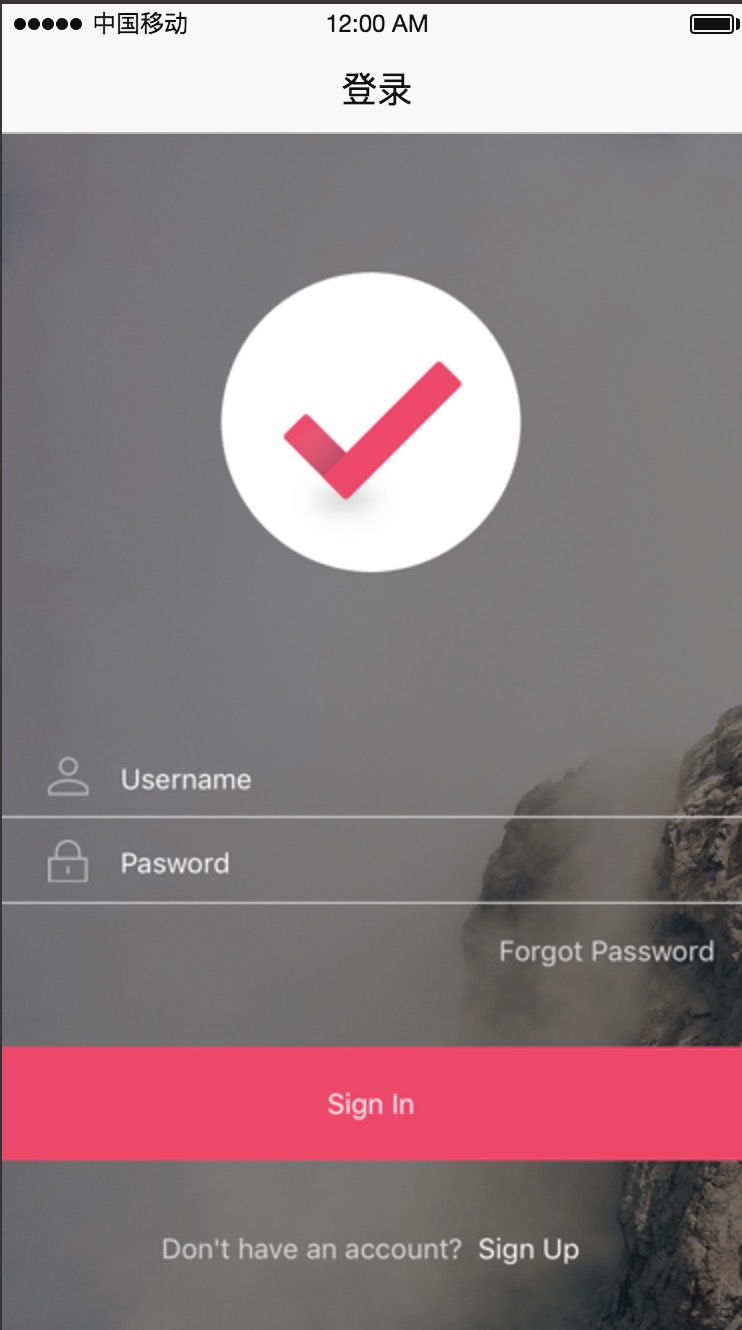 中国移动 12:00 AM
登录
Username
Pasword
Forgot Password
Sign In
Don't have an account? Sign Up